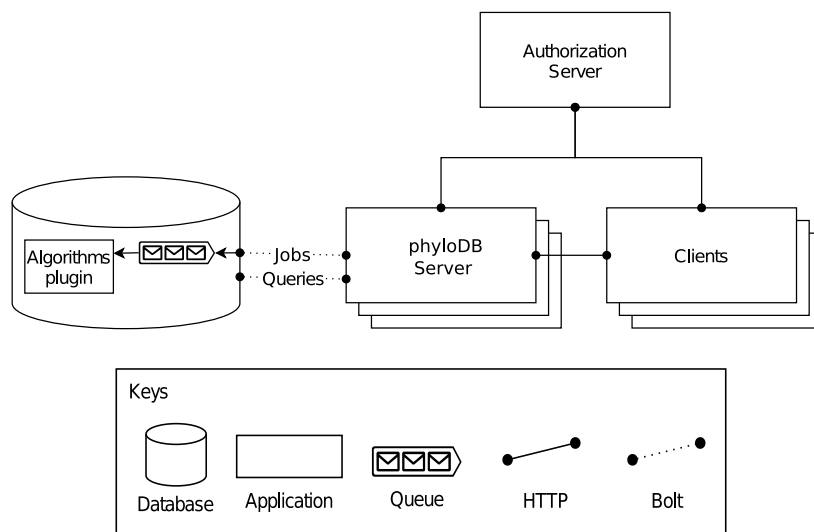 Authorization
Server
Algorithms
plugin
Jobs
Queries
phyloDB
Server
Clients
Keys
Database
Application
Queue
HTTP
Bolt